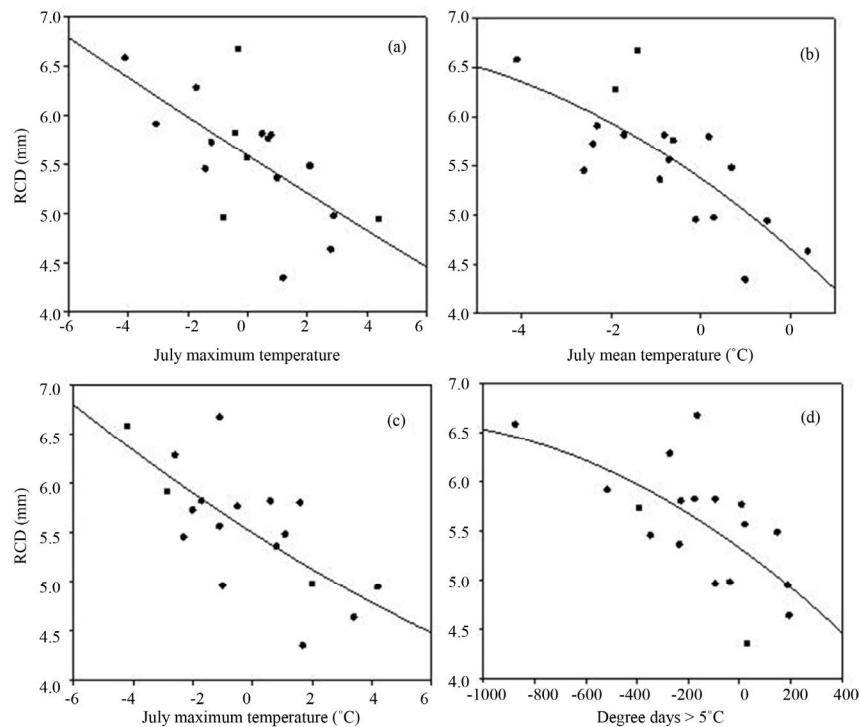 (a)
RCD (mm)
7.0
6.5
6.0
5.5
5.0
4.5
4.0
-6 -4 -2 0 2 4 6
July maximum temperature
(b)
7.0
6.5
6.0
5.5
5.0
4.5
4.0
-4 -2 0 0
July mean temperature (˚C)
(c)
RCD (mm)
7.0
6.5
6.0
5.5
5.0
4.5
4.0
-6 -4 -2 0 2 4 6
July maximum temperature (˚C)
(d)
7.0
6.5
6.0
5.5
5.0
4.5
4.0
-1000 -800 -600 -400 -200 0 200 400
Degree days > 5˚C